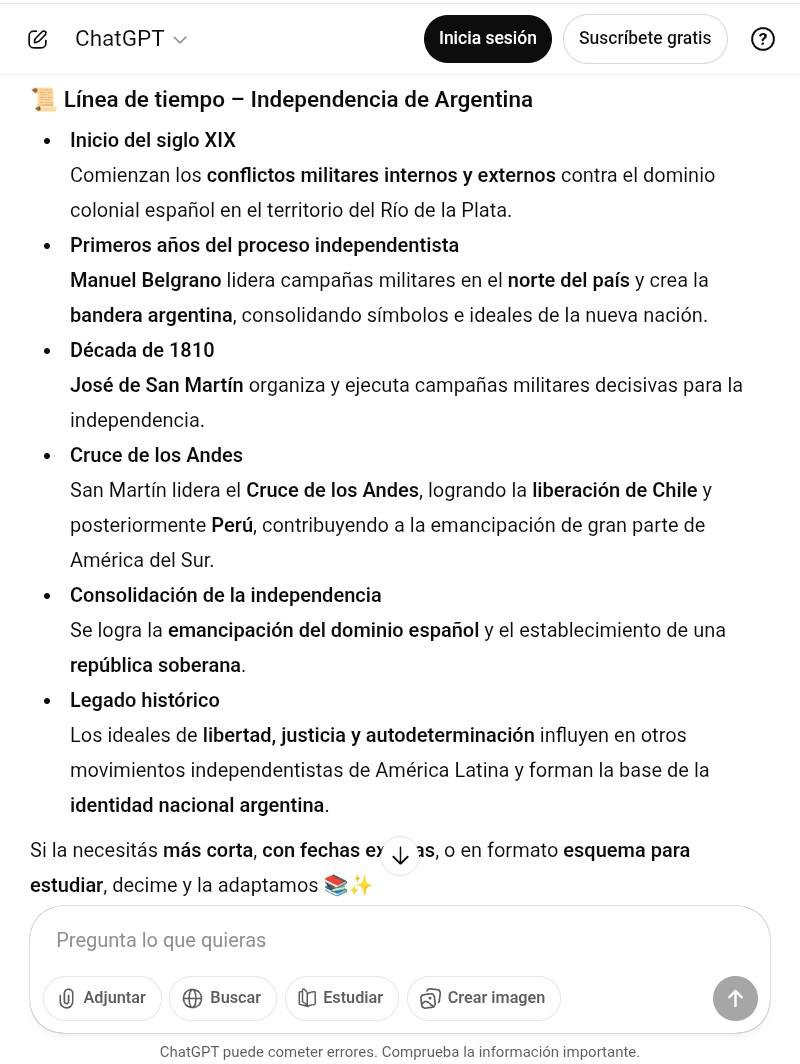 ChatGPT
Inicia sesión
Suscríbete gratis
📜 Línea de tiempo – Independencia de Argentina
• Inicio del siglo XIX
Comienzan los conflictos militares internos y externos contra el dominio
colonial español en el territorio del Río de la Plata.
• Primeros años del proceso independentista
Manuel Belgrano lidera campañas militares en el norte del país y crea la
bandera argentina, consolidando símbolos e ideales de la nueva nación.
• Década de 1810
José de San Martín organiza y ejecuta campañas militares decisivas para la
independencia.
• Cruce de los Andes
San Martín lidera el Cruce de los Andes, logrando la liberación de Chile y
posteriormente Perú, contribuyendo a la emancipación de gran parte de
América del Sur.
• Consolidación de la independencia
Se logra la emancipación del dominio español y el establecimiento de una
república soberana.
• Legado histórico
Los ideales de libertad, justicia y autodeterminación influyen en otros
movimientos independentistas de América Latina y forman la base de la
identidad nacional argentina.
Si la necesitás más corta, con fechas o en formato esquema para
estudiar, decime y la adaptamos 📚✨
Pregunta lo que quieras
Adjuntar
Buscar
Estudiar
Crear imagen
ChatGPT puede cometer errores. Comprueba la información importante.